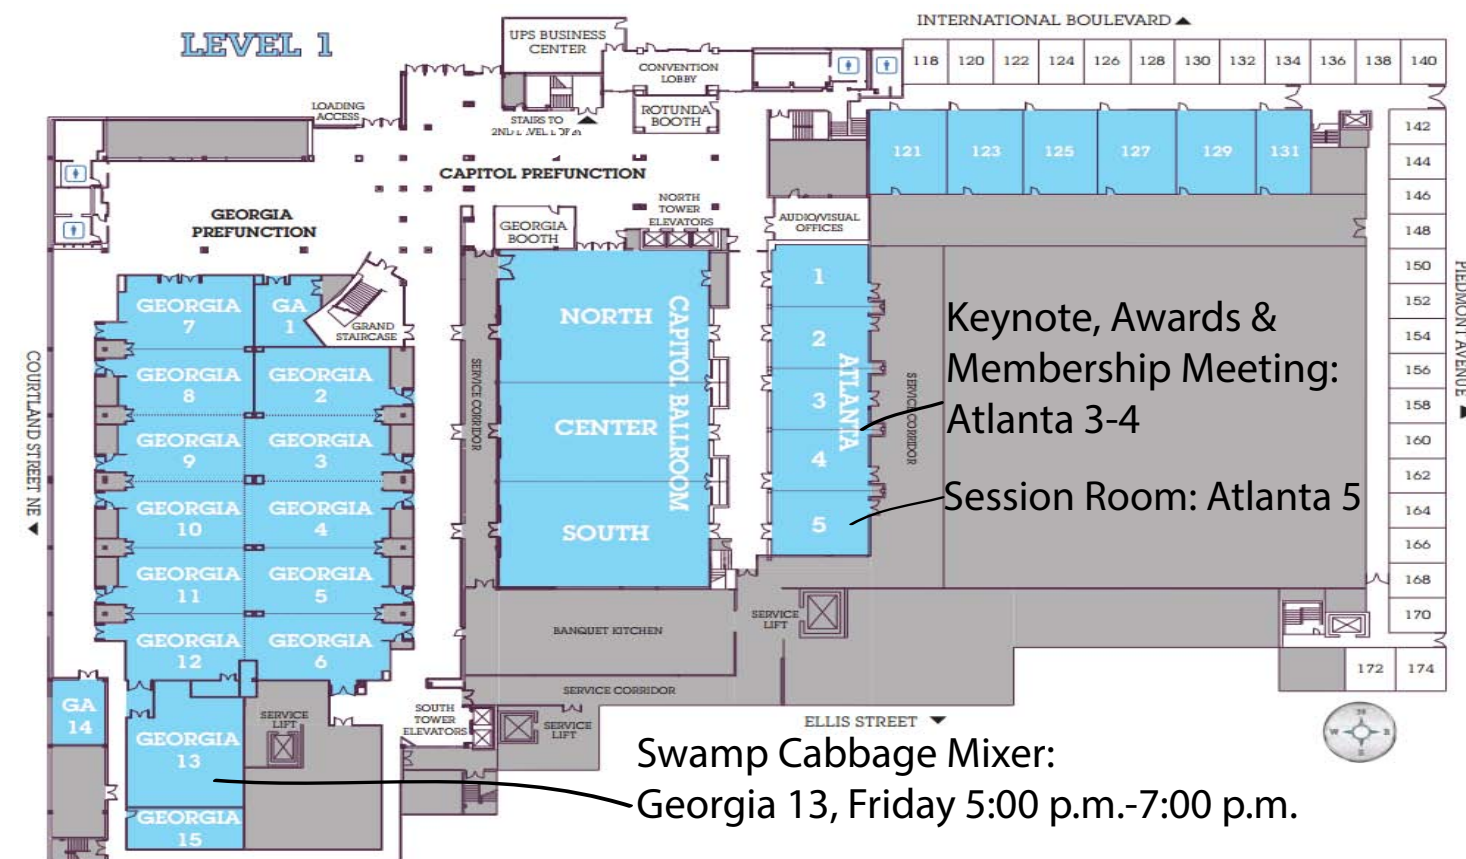 LEVEL 1
INTERNATIONAL BOULEVARD ▲
UPS BUSINESS
CENTER
CONVENTION
LOBBY
118 120 122 124 126 128 130 132 134 136 138 140
LOADING
ACCESS
ROTUNDA
BOOTH
STAIRS TO
142
121 123 125 127 129 131
144
CAPITOL PREFUNCTION
146
GEORGIA
PREFUNCTION
NORTH
TOWER
ELEVATORS
GEORGIA
BOOTH
AUDIO/VISUAL
OFFICES
148
150
152
154
156
158
160
162
164
166
168
170
172 174
PIEDMONT AVENUE ▲
COURTLAND STREET NE ▼
GEORGIA
7
GA
1
GRAND
STAIRCASE
GEORGIA
8
GEORGIA
2
GEORGIA
9
GEORGIA
3
GEORGIA
10
GEORGIA
4
GEORGIA
11
GEORGIA
5
GEORGIA
12
GEORGIA
6
GA
14
GEORGIA
13
SERVICE
LIFT
GEORGIA
15
SERVICE CORRIDOR
NORTH
CENTER
SOUTH
CAPITOL BALLROOM
1
2
3
4
5
ATLANTA
SERVICE CORRIDOR
Keynote, Awards &
Membership Meeting:
Atlanta 3-4
Session Room: Atlanta 5
BANQUET KITCHEN
SERVICE
LIFT
SERVICE CORRIDOR
SOUTH
TOWER
ELEVATORS
SERVICE
LIFT
ELLIS STREET ▼
N
W E
S
Swamp Cabbage Mixer:
Georgia 13, Friday 5:00 p.m.-7:00 p.m.